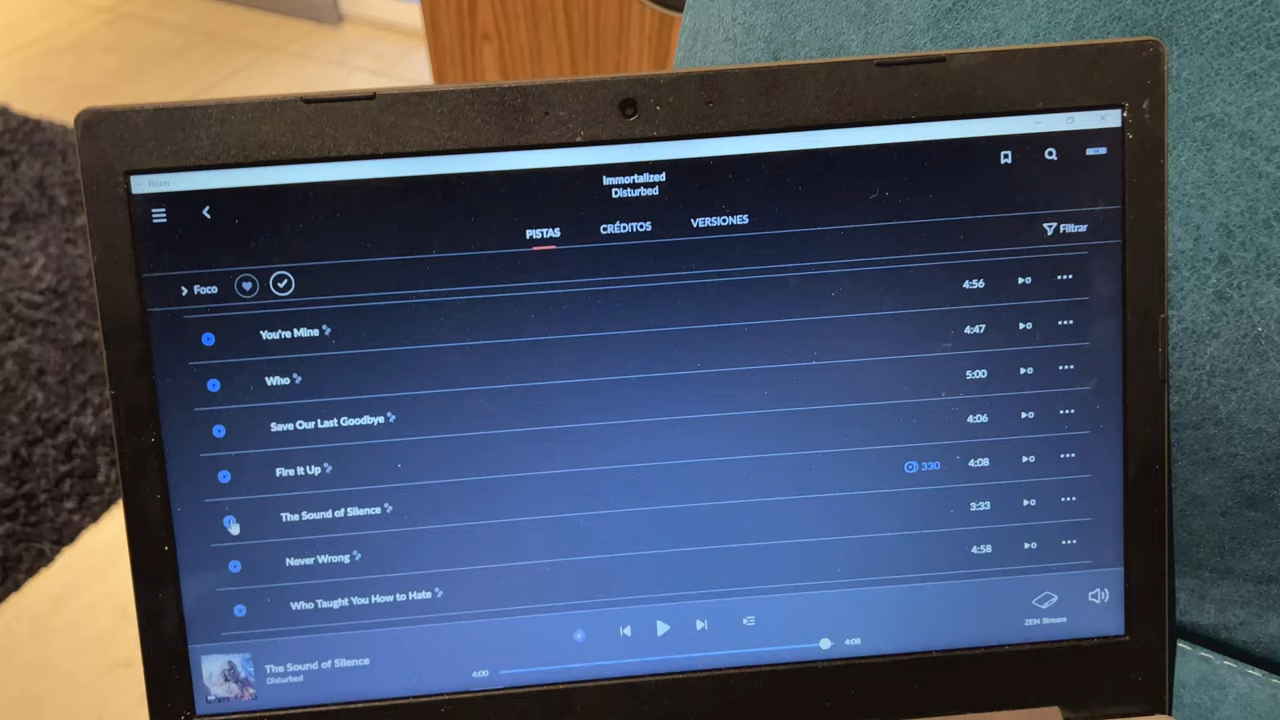 Roon
Immortalized
Disturbed
PISTAS CRÉDITOS VERSIONES
Filtrar
Foco
4:56
You're Mine 4:47
Who 5:00
Save Our Last Goodbye 4:06
Fire It Up 330 4:08
The Sound of Silence 3:33
Never Wrong 4:58
Who Taught You How to Hate
The Sound of Silence
Disturbed
4:00 4:08
ZEN Stream